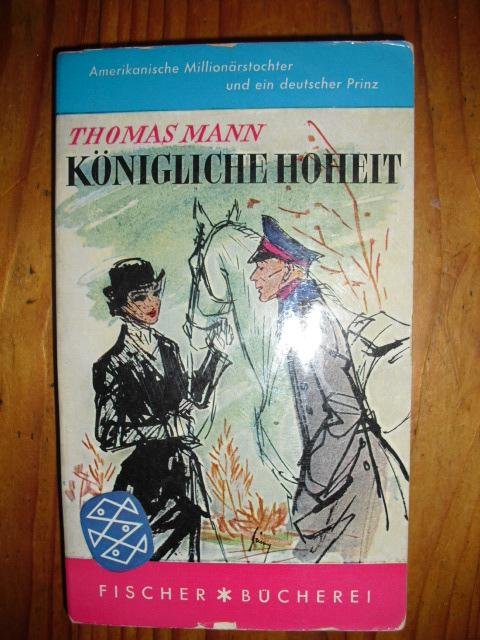 Amerikanische Millionärstochter
und ein deutscher Prinz
THOMAS MANN
KÖNIGLICHE HOHEIT
FISCHER * BÜCHEREI